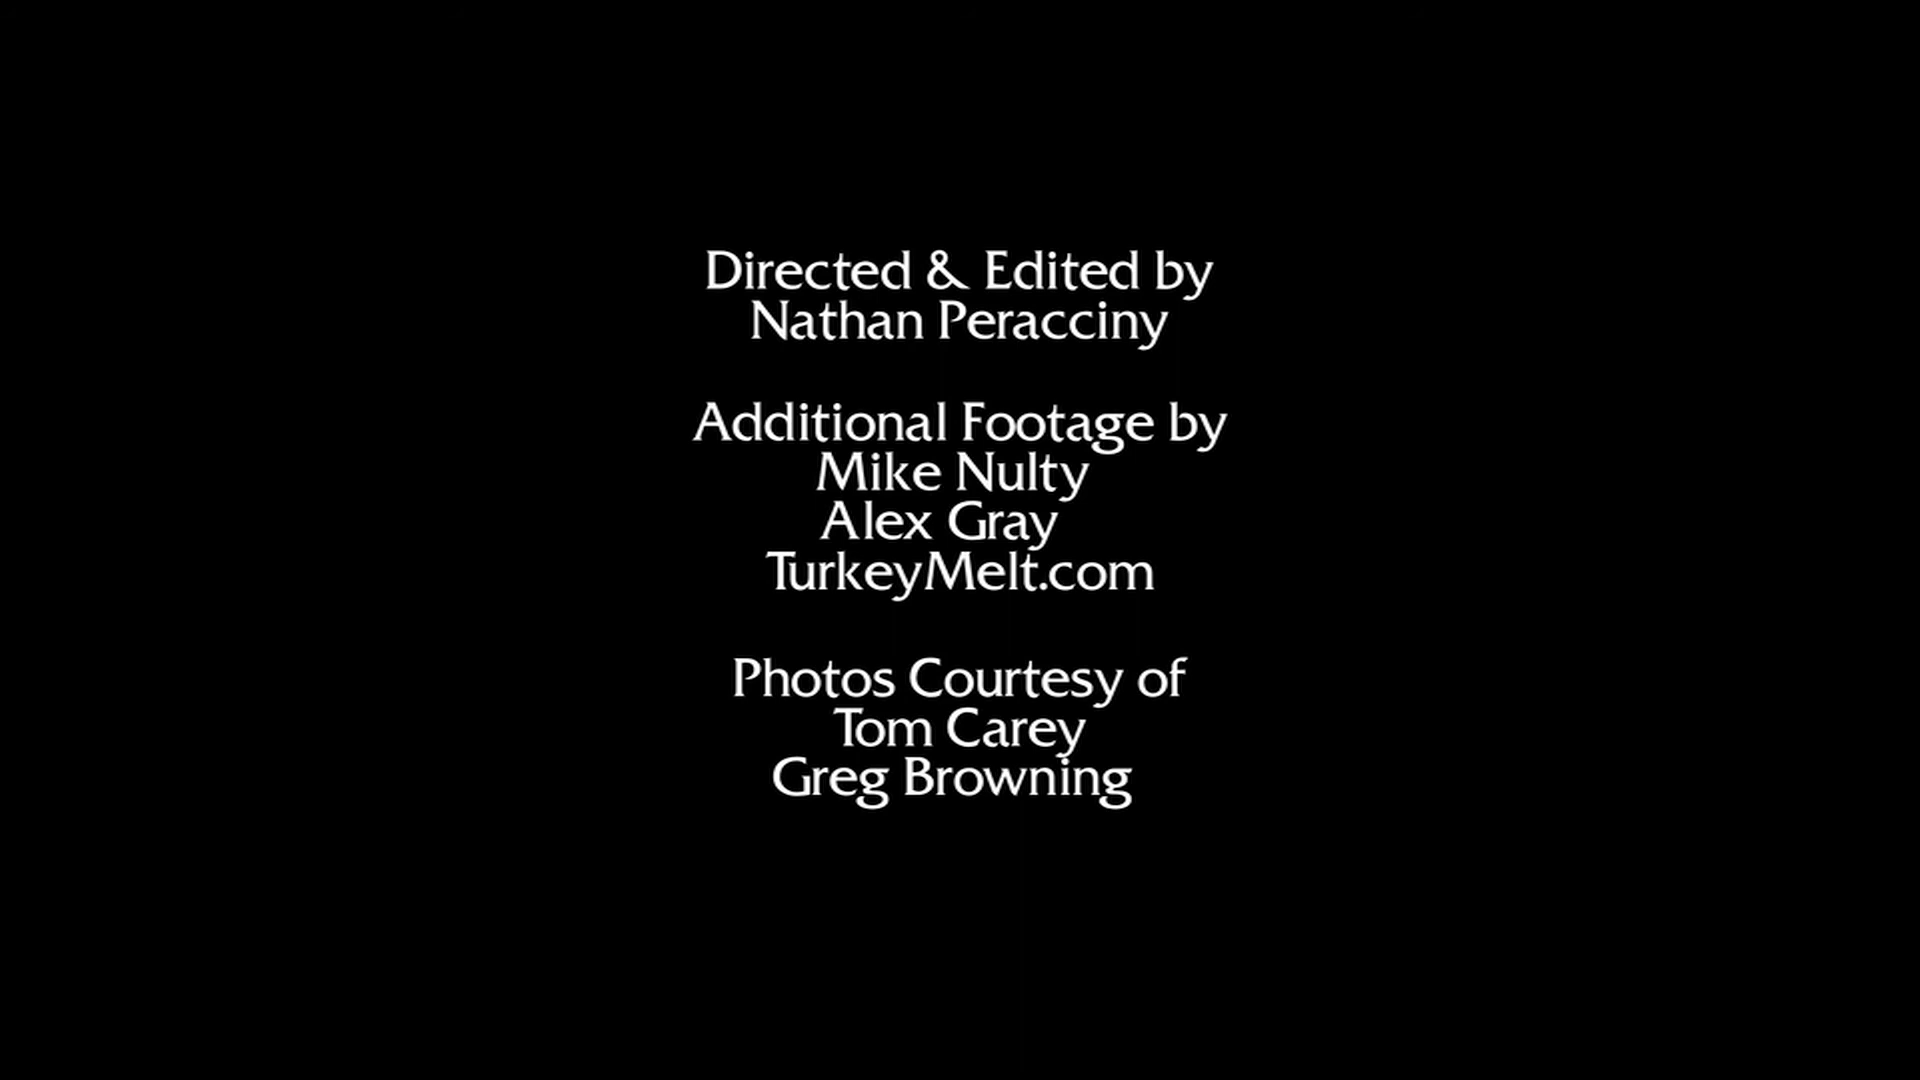 Directed & Edited by
Nathan Peracciny
Additional Footage by
Mike Nulty
Alex Gray
TurkeyMelt.com
Photos Courtesy of
Tom Carey
Greg Browning